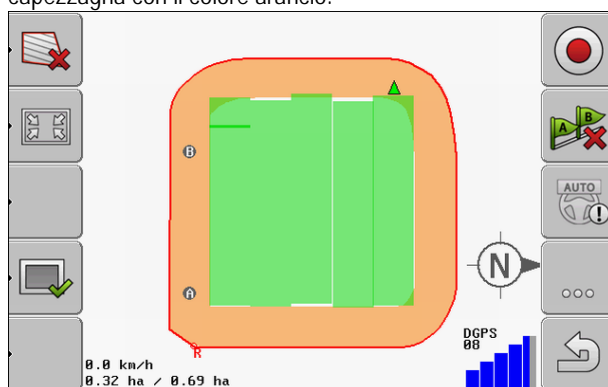 capezzagna con il colore arancio.
A B
AUTO
!
B
N
A
DGPS
08
R
0.0 km/h
0.32 ha / 0.69 ha